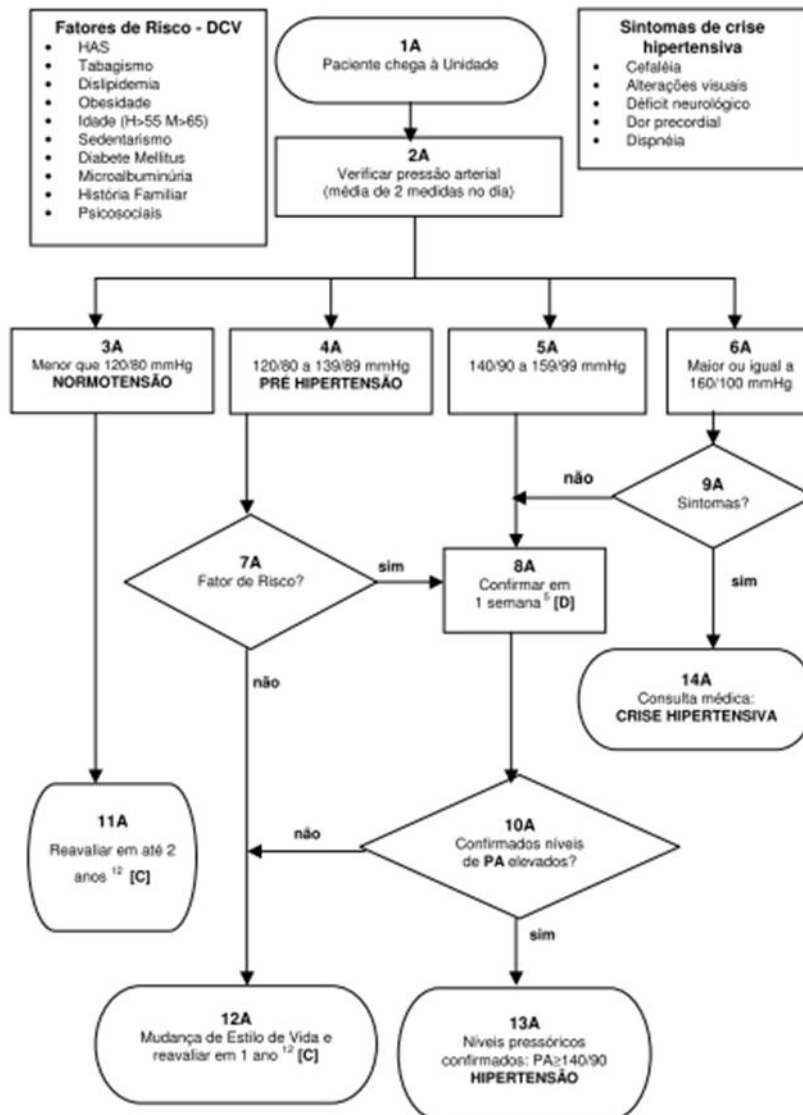 Fatores de Risco - DCV
• HAS
• Tabagismo
• Dislipidemia
• Obesidade
• Idade (H>55 M>65)
• Sedentarismo
• Diabete Mellitus
• Microalbuminúria
• História Familiar
• Psicosociais
1A
Paciente chega à Unidade
Sintomas de crise
hipertensiva
• Cefaléia
• Alterações visuais
• Déficit neurológico
• Dor precordial
• Dispnéia
2A
Verificar pressão arterial
(média de 2 medidas no dia)
3A
Menor que 120/80 mmHg
NORMOTENSÃO
4A
120/80 a 139/89 mmHg
PRÉ HIPERTENSÃO
5A
140/90 a 159/99 mmHg
6A
Maior ou igual a
160/100 mmHg
não
9A
Sintomas?
sim
7A
Fator de Risco?
sim
não
8A
Confirmar em
1 semana 5 [D]
14A
Consulta médica:
CRISE HIPERTENSIVA
11A
Reavaliar em até 2
anos 12 [C]
não
10A
Confirmados níveis
de PA elevados?
sim
12A
Mudança de Estilo de Vida e
reavaliar em 1 ano 12 [C]
13A
Níveis pressóricos
confirmados: PA≥140/90
HIPERTENSÃO